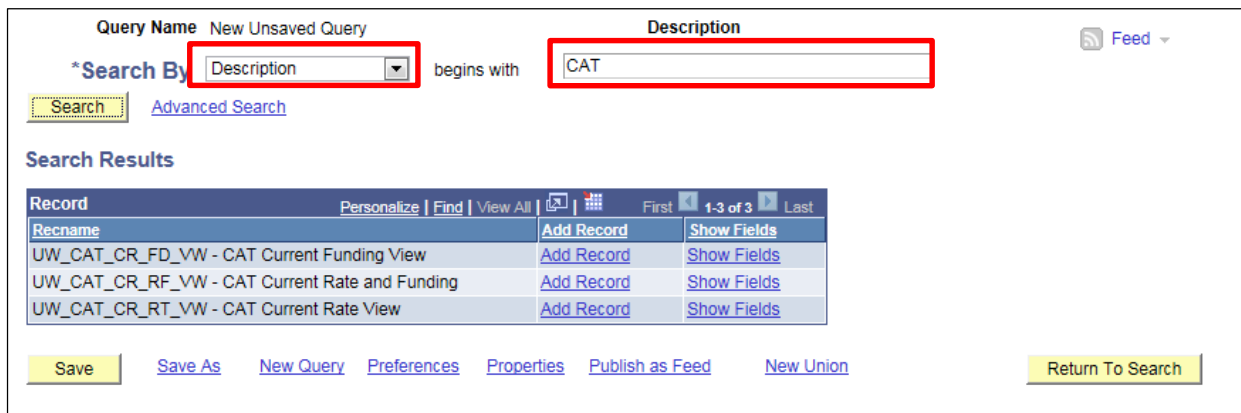 Query Name New Unsaved Query Description
Feed
*Search By Description begins with CAT
Search Advanced Search
Search Results
Record Personalize | Find | View All | | First 1-3 of 3 Last
Recname Add Record Show Fields
UW_CAT_CR_FD_VW - CAT Current Funding View Add Record Show Fields
UW_CAT_CR_RF_VW - CAT Current Rate and Funding Add Record Show Fields
UW_CAT_CR_RT_VW - CAT Current Rate View Add Record Show Fields
Save Save As New Query Preferences Properties Publish as Feed New Union Return To Search